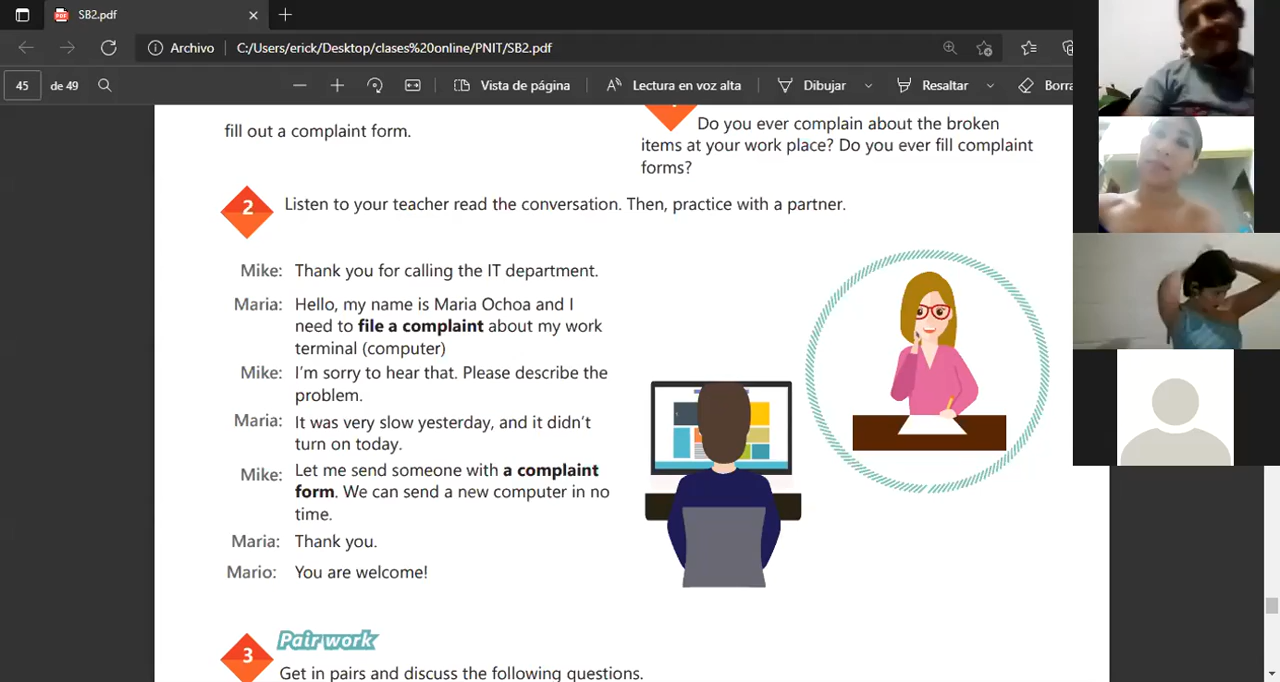 SB2.pdf
Archivo C:/Users/erick/Desktop/clases%20online/PNIT/SB2.pdf
45 de 49 Vista de página Lectura en voz alta Dibujar Resaltar Borra
fill out a complaint form.
Do you ever complain about the broken
items at your work place? Do you ever fill complaint
forms?
2 Listen to your teacher read the conversation. Then, practice with a partner.
Mike: Thank you for calling the IT department.
Maria: Hello, my name is Maria Ochoa and I
need to file a complaint about my work
terminal (computer)
Mike: I'm sorry to hear that. Please describe the
problem.
Maria: It was very slow yesterday, and it didn't
turn on today.
Mike: Let me send someone with a complaint
form. We can send a new computer in no
time.
Maria: Thank you.
Mario: You are welcome!
3 Pair work
Get in pairs and discuss the following questions.